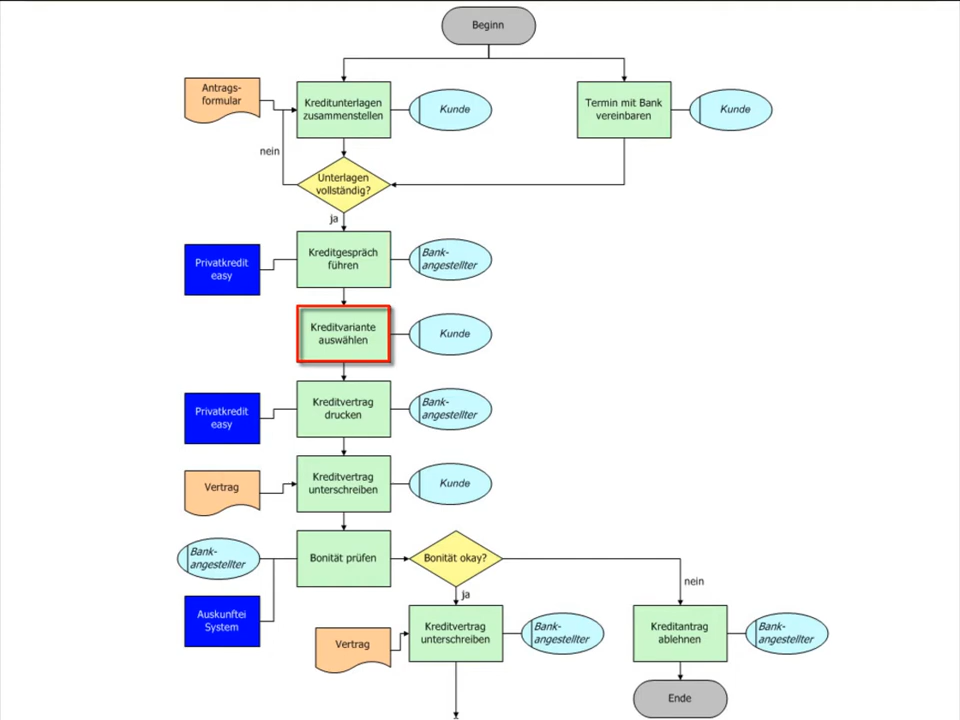 Beginn
Antrags-
formular
Kreditunterlagen
zusammenstellen
Kunde
Termin mit Bank
vereinbaren
Kunde
nein
Unterlagen
vollständig?
ja
Privatkredit
easy
Kreditgespräch
führen
Bank-
angestellter
Kreditvariante
auswählen
Kunde
Privatkredit
easy
Kreditvertrag
drucken
Bank-
angestellter
Vertrag
Kreditvertrag
unterschreiben
Kunde
Bank-
angestellter
Bonität prüfen
Bonität okay?
nein
ja
Auskunftei
System
Vertrag
Kreditvertrag
unterschreiben
Bank-
angestellter
Kreditantrag
ablehnen
Bank-
angestellter
Ende